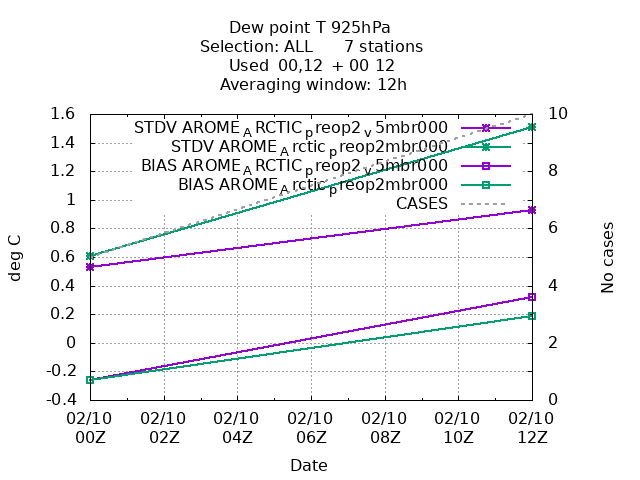 Dew point T 925hPa
Selection: ALL 7 stations
Used 00,12 + 00 12
Averaging window: 12h
deg C
1.6
1.4
1.2
1
0.8
0.6
0.4
0.2
0
-0.2
-0.4
STDV AROME_ARCTIC_preop2_v5mbr000
STDV AROME_Arctic_preop2mbr000
BIAS AROME_ARCTIC_preop2_v5mbr000
BIAS AROME_Arctic_preop2mbr000
CASES
10
8
6
4
2
0
No cases
02/10 02/10 02/10 02/10 02/10 02/10 02/10
00Z 02Z 04Z 06Z 08Z 10Z 12Z
Date